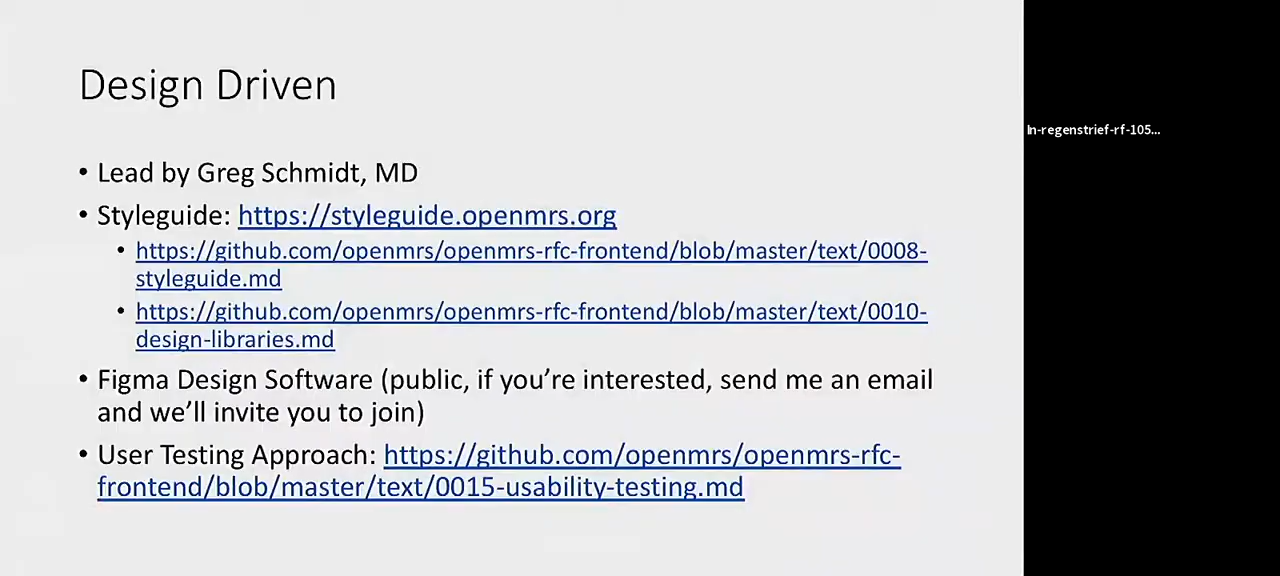 Design Driven
In-regenstrief-rf-105...
• Lead by Greg Schmidt, MD
• Styleguide: https://styleguide.openmrs.org
• https://github.com/openmrs/openmrs-rfc-frontend/blob/master/text/0008-
styleguide.md
• https://github.com/openmrs/openmrs-rfc-frontend/blob/master/text/0010-
design-libraries.md
• Figma Design Software (public, if you're interested, send me an email
and we'll invite you to join)
• User Testing Approach: https://github.com/openmrs/openmrs-rfc-
frontend/blob/master/text/0015-usability-testing.md